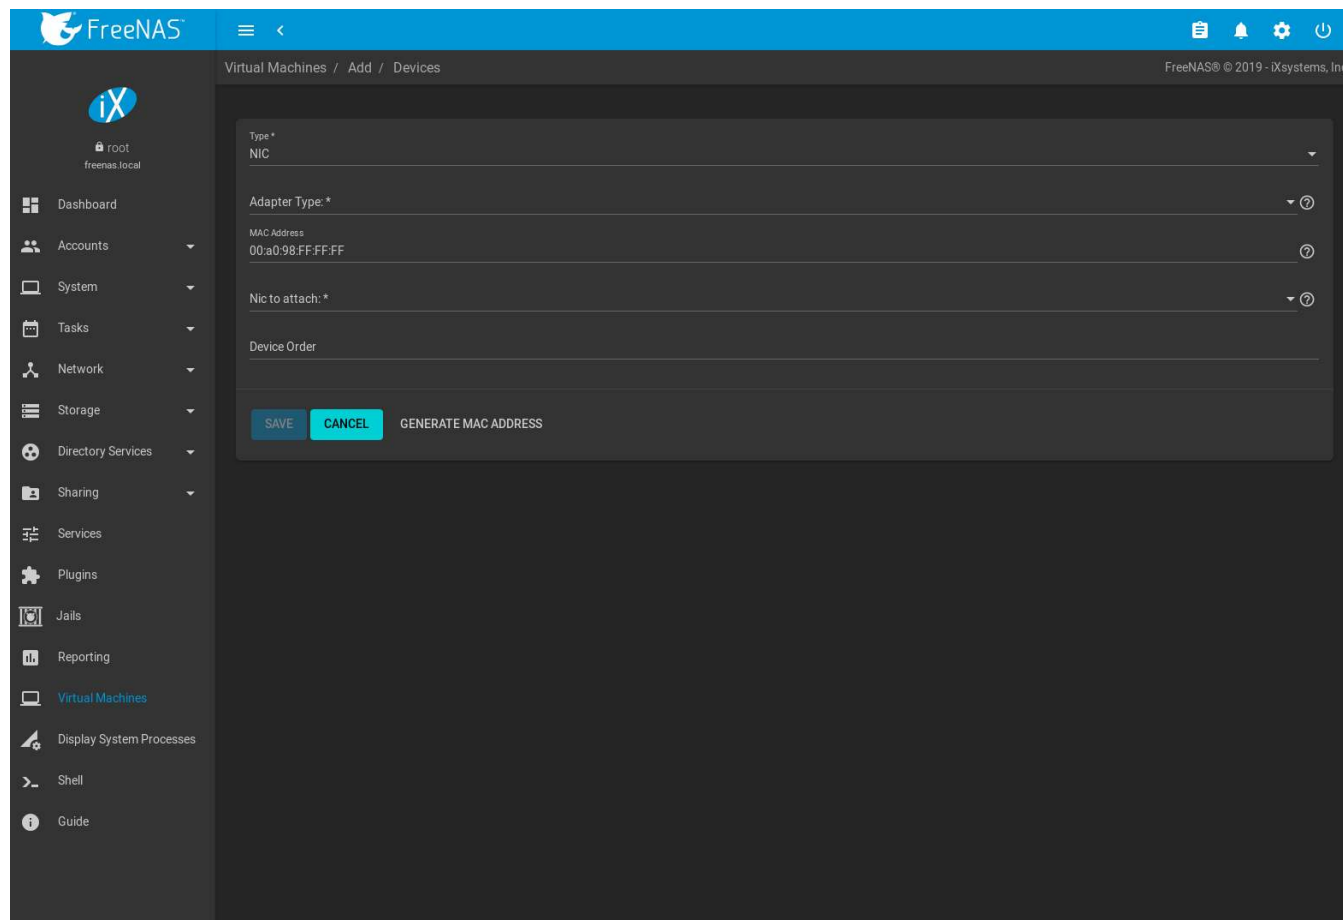 FreeNAS™
Virtual Machines / Add / Devices
FreeNAS® © 2019 - iXsystems, Inc
iX
root
freenas.local
Dashboard
Accounts
System
Tasks
Network
Storage
Directory Services
Sharing
Services
Plugins
Jails
Reporting
Virtual Machines
Display System Processes
Shell
Guide
Type *
NIC
Adapter Type: *
MAC Address
00:a0:98:FF:FF:FF
Nic to attach: *
Device Order
SAVE CANCEL GENERATE MAC ADDRESS